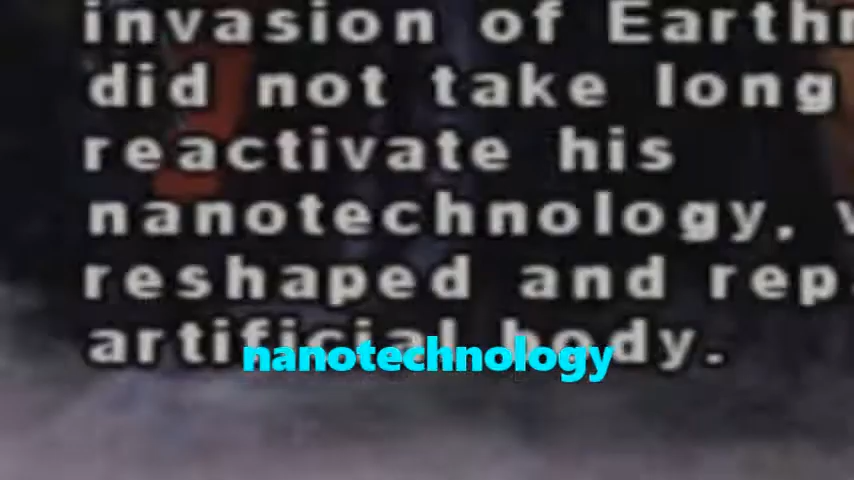 invasion of Earth
did not take long
reactivate his
nanotechnology,
reshaped and rep
artificial body.
nanotechnology